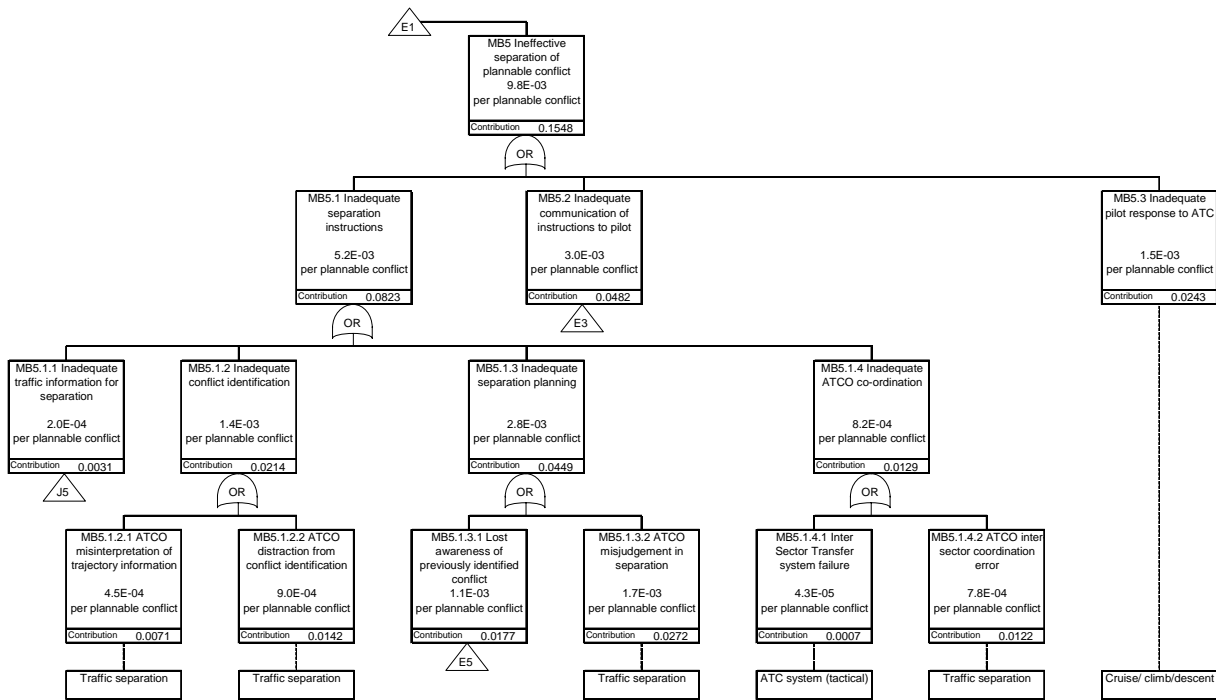 E1
MB5 Ineffective
separation of
plannable conflict
9.8E-03
per plannable conflict
Contribution 0.1548
OR
MB5.1 Inadequate
separation
instructions
5.2E-03
per plannable conflict
Contribution 0.0823
MB5.2 Inadequate
communication of
instructions to pilot
3.0E-03
per plannable conflict
Contribution 0.0482
MB5.3 Inadequate
pilot response to ATC
1.5E-03
per plannable conflict
Contribution 0.0243
OR
E3
MB5.1.1 Inadequate
traffic information for
separation
2.0E-04
per plannable conflict
Contribution 0.0031
MB5.1.2 Inadequate
conflict identification
1.4E-03
per plannable conflict
Contribution 0.0214
MB5.1.3 Inadequate
separation planning
2.8E-03
per plannable conflict
Contribution 0.0449
MB5.1.4 Inadequate
ATCO co-ordination
8.2E-04
per plannable conflict
Contribution 0.0129
J5
OR
OR
OR
MB5.1.2.1 ATCO
misinterpretation of
trajectory information
4.5E-04
per plannable conflict
Contribution 0.0071
MB5.1.2.2 ATCO
distraction from
conflict identification
9.0E-04
per plannable conflict
Contribution 0.0142
MB5.1.3.1 Lost
awareness of
previously identified
conflict
1.1E-03
per plannable conflict
Contribution 0.0177
MB5.1.3.2 ATCO
misjudgement in
separation
1.7E-03
per plannable conflict
Contribution 0.0272
MB5.1.4.1 Inter
Sector Transfer
system failure
4.3E-05
per plannable conflict
Contribution 0.0007
MB5.1.4.2 ATCO inter
sector coordination
error
7.8E-04
per plannable conflict
Contribution 0.0122
E5
Traffic separation
Traffic separation
Traffic separation
ATC system (tactical)
Traffic separation
Cruise/ climb/descent